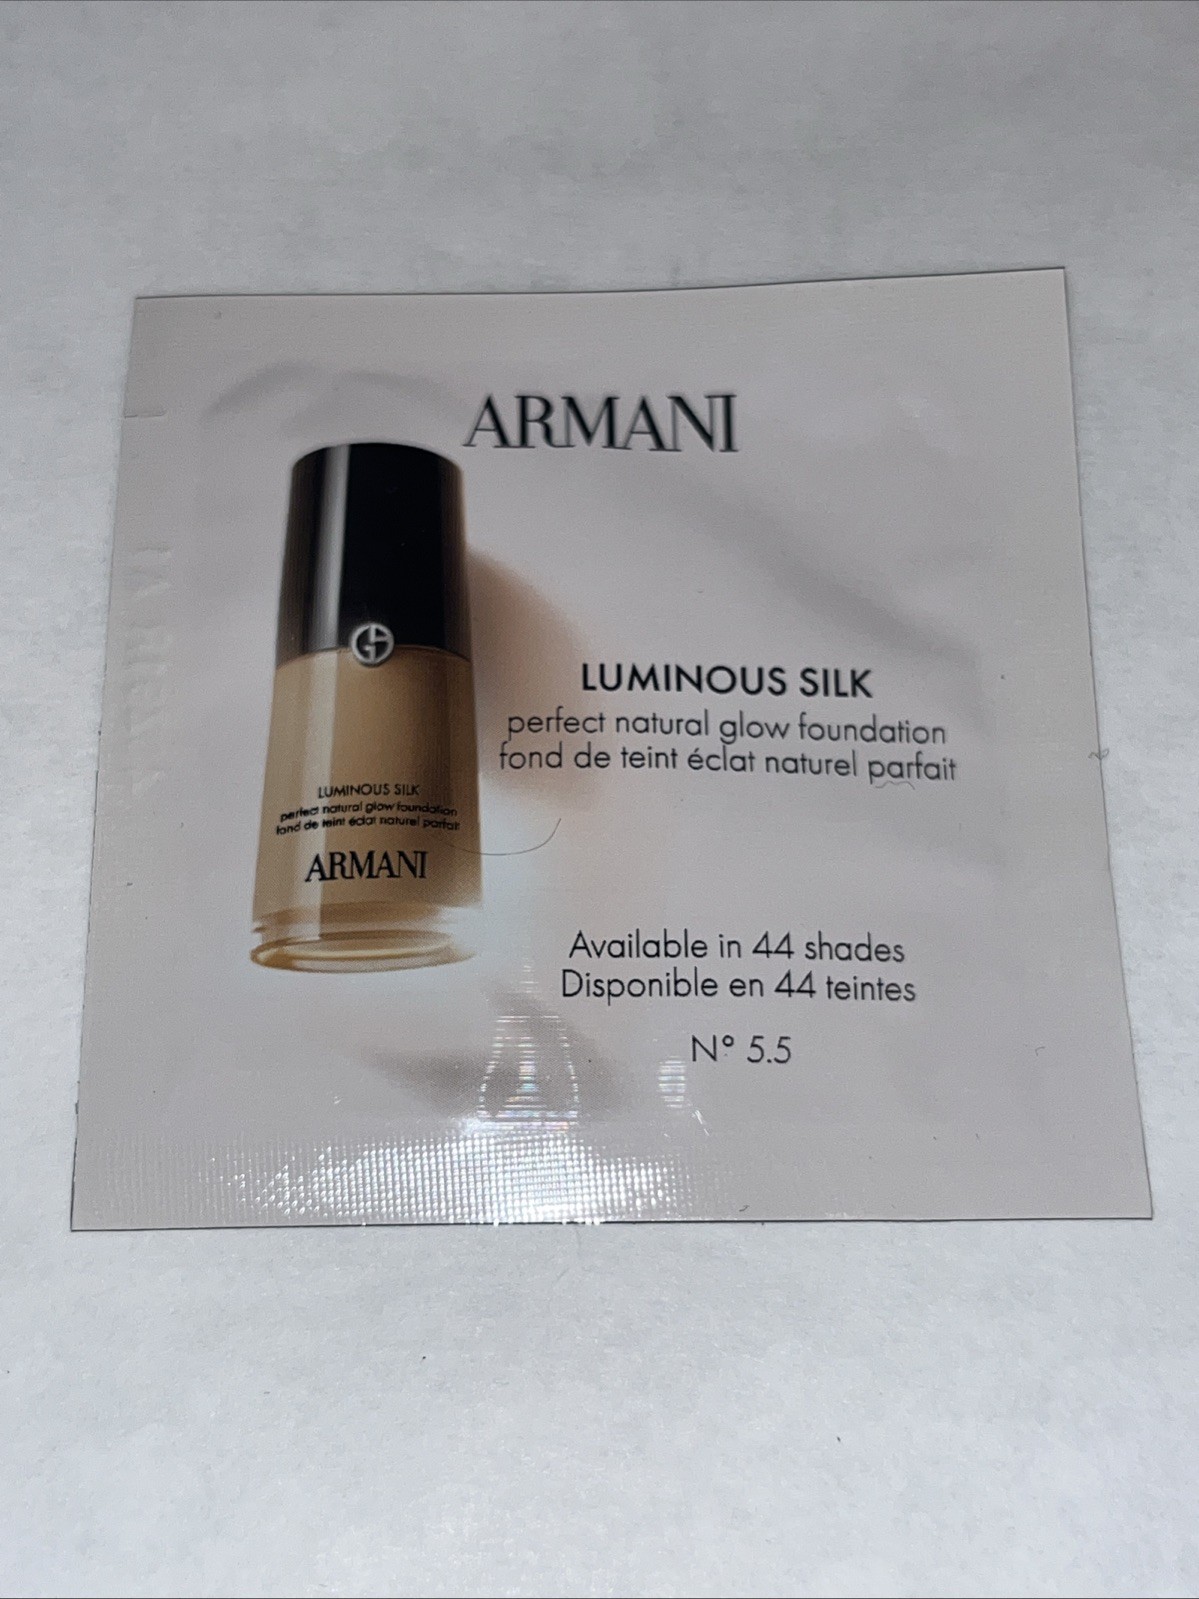 ARMANI
LUMINOUS SILK
perfect natural glow foundation
fond de teint éclat naturel parfait
LUMINOUS SILK
perfect natural glow foundation
fond de teint éclat naturel parfait
ARMANI
Available in 44 shades
Disponible en 44 teintes
N° 5.5